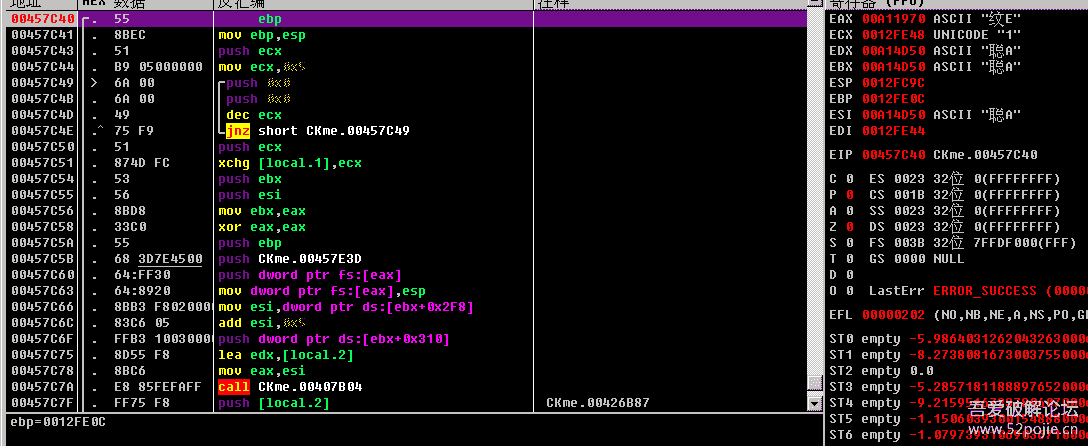 地址 HEX 数据 反汇编 注释 寄存器 (FPU)
00457C40 . 55 ebp
00457C41 . 8BEC mov ebp,esp
00457C43 . 51 push ecx
00457C44 . B9 05000000 mov ecx,0x5
00457C49 > 6A 00 push 0x0
00457C4B . 6A 00 push 0x0
00457C4D . 49 dec ecx
00457C4E .^ 75 F9 jnz short CKme.00457C49
00457C50 . 51 push ecx
00457C51 . 874D FC xchg [local.1],ecx
00457C54 . 53 push ebx
00457C55 . 56 push esi
00457C56 . 8BD8 mov ebx,eax
00457C58 . 33C0 xor eax,eax
00457C5A . 55 push ebp
00457C5B . 68 3D7E4500 push CKme.00457E3D
00457C60 . 64:FF30 push dword ptr fs:[eax]
00457C63 . 64:8920 mov dword ptr fs:[eax],esp
00457C66 . 8BB3 F8020000 mov esi,dword ptr ds:[ebx+0x2F8]
00457C6C . 83C6 05 add esi,0x5
00457C6F . FFB3 10030000 push dword ptr ds:[ebx+0x310]
00457C75 . 8D55 F8 lea edx,[local.2]
00457C78 . 8BC6 mov eax,esi
00457C7A . E8 85FEFAFF call CKme.00407B04
00457C7F . FF75 F8 push [local.2] CKme.00426B87
ebp=0012FE0C
EAX 00A11970 ASCII "纹E"
ECX 0012FE48 UNICODE "1"
EDX 00A14D50 ASCII "聪A"
EBX 00A14D50 ASCII "聪A"
ESP 0012FC9C
EBP 0012FE0C
ESI 00A14D50 ASCII "聪A"
EDI 0012FE44
EIP 00457C40 CKme.00457C40
C 0 ES 0023 32位 0(FFFFFFFF)
P 0 CS 001B 32位 0(FFFFFFFF)
A 0 SS 0023 32位 0(FFFFFFFF)
Z 0 DS 0023 32位 0(FFFFFFFF)
S 0 FS 003B 32位 7FFDF000(FFF)
T 0 GS 0000 NULL
D 0
O 0 LastErr ERROR_SUCCESS (0000
EFL 00000202 (NO,NB,NE,A,NS,PO,G
ST0 empty -5.986403126204326300
ST1 empty -8.273808167300375500
ST2 empty 0.0
ST3 empty -5.285718118889765200
ST4 empty
ST5 empty
ST6 empty
吾爱破解论坛
www.52pojie.cn